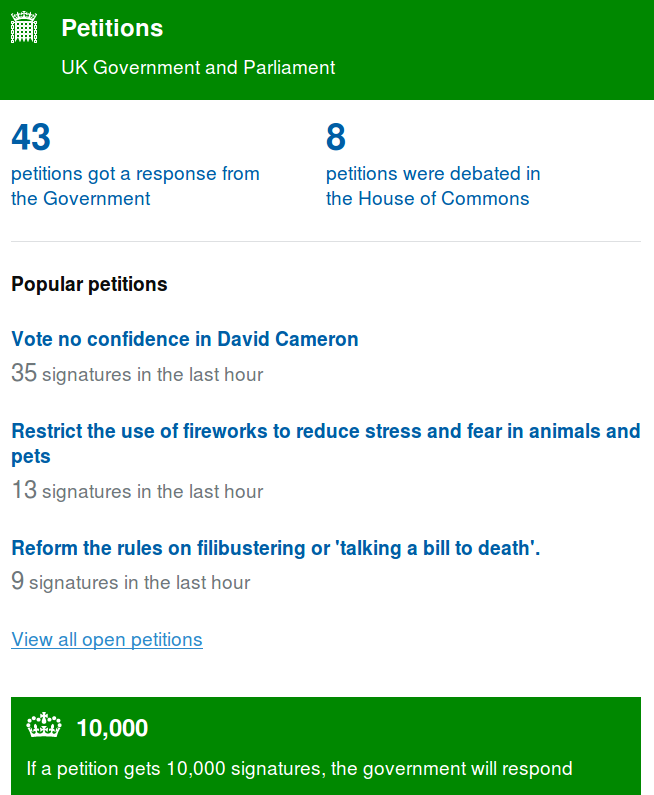 Petitions
UK Government and Parliament
43
petitions got a response from
the Government
8
petitions were debated in
the House of Commons
Popular petitions
Vote no confidence in David Cameron
35 signatures in the last hour
Restrict the use of fireworks to reduce stress and fear in animals and
pets
13 signatures in the last hour
Reform the rules on filibustering or 'talking a bill to death'.
9 signatures in the last hour
View all open petitions
10,000
If a petition gets 10,000 signatures, the government will respond